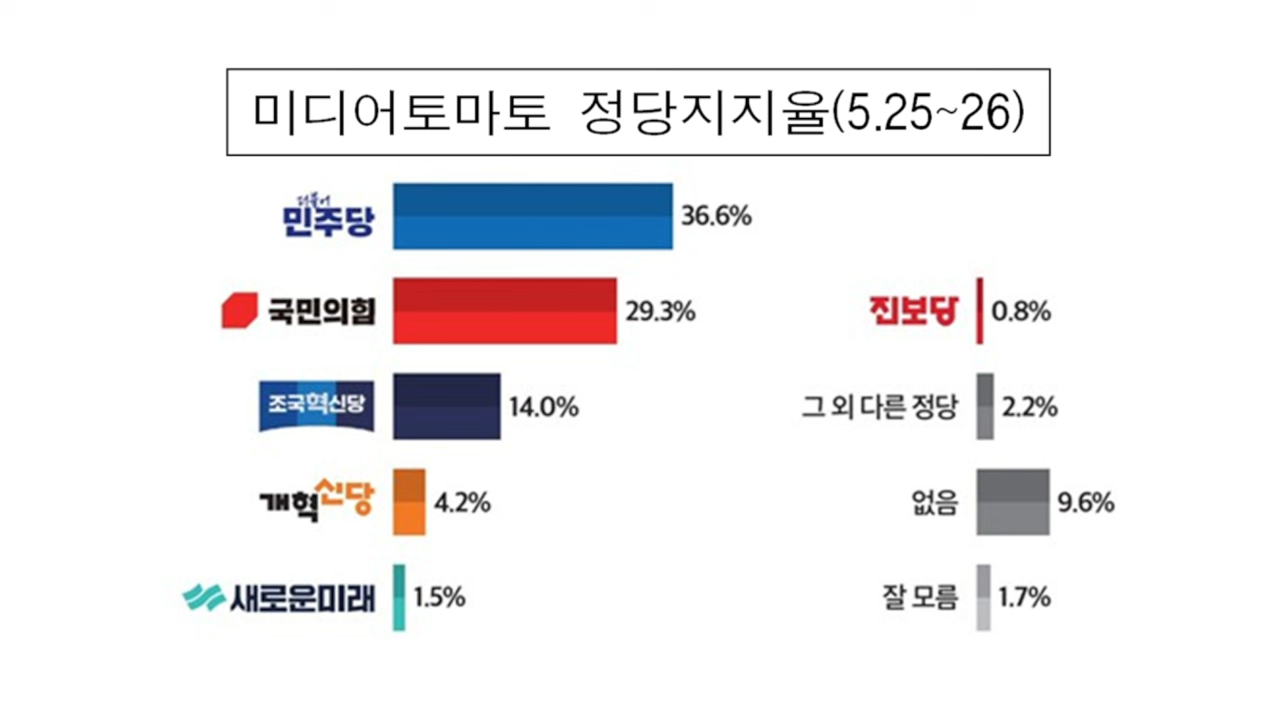 미디어토마토 정당지지율(5.25~26)
더불어
민주당
36.6%
국민의힘
29.3%
조국혁신당
14.0%
개혁신당
4.2%
새로운미래
1.5%
진보당
0.8%
그 외 다른 정당
2.2%
없음
9.6%
잘 모름
1.7%